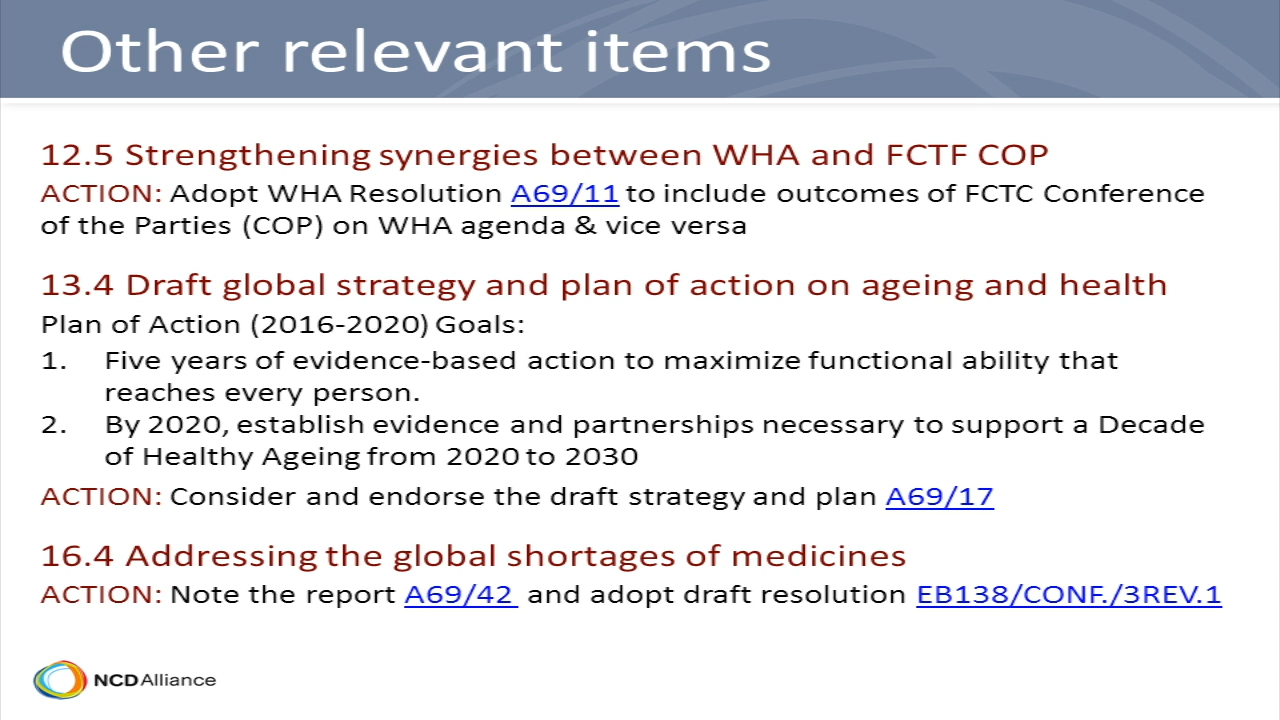 Other relevant items
12.5 Strengthening synergies between WHA and FCTF COP
ACTION: Adopt WHA Resolution A69/11 to include outcomes of FCTC Conference
of the Parties (COP) on WHA agenda & vice versa
13.4 Draft global strategy and plan of action on ageing and health
Plan of Action (2016-2020) Goals:
1. Five years of evidence-based action to maximize functional ability that
reaches every person.
2. By 2020, establish evidence and partnerships necessary to support a Decade
of Healthy Ageing from 2020 to 2030
ACTION: Consider and endorse the draft strategy and plan A69/17
16.4 Addressing the global shortages of medicines
ACTION: Note the report A69/42 and adopt draft resolution EB138/CONF./3REV.1
NCDAlliance